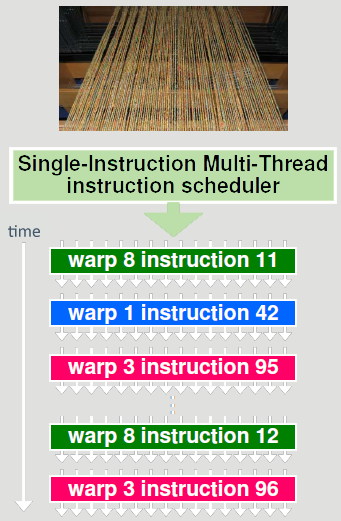 Single-Instruction Multi-Thread
instruction scheduler
time
warp 8 instruction 11
warp 1 instruction 42
warp 3 instruction 95
warp 8 instruction 12
warp 3 instruction 96